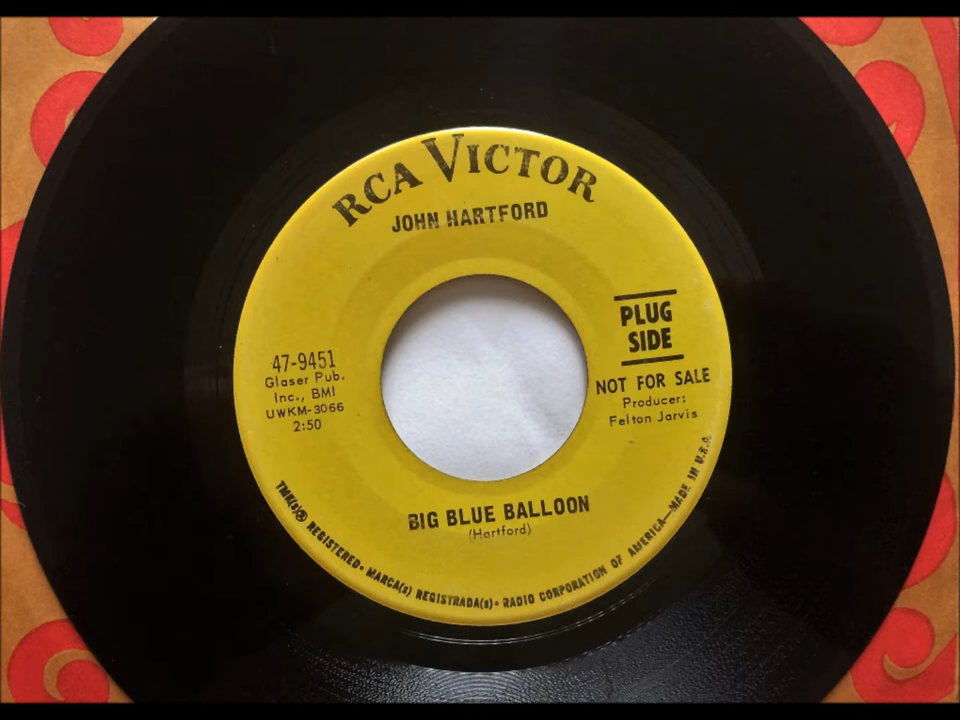 RCA VICTOR
JOHN HARTFORD
PLUG
SIDE
NOT FOR SALE
Producer:
Felton Jarvis
47-9451
Glaser Pub.
Inc., BMI
UWKM-3066
2:50
BIG BLUE BALLOON
(Hartford)
TMK(s) ® REGISTERED • MARCA(s) REGISTRADA(s) • RADIO CORPORATION OF AMERICA—MADE IN U.S.A.